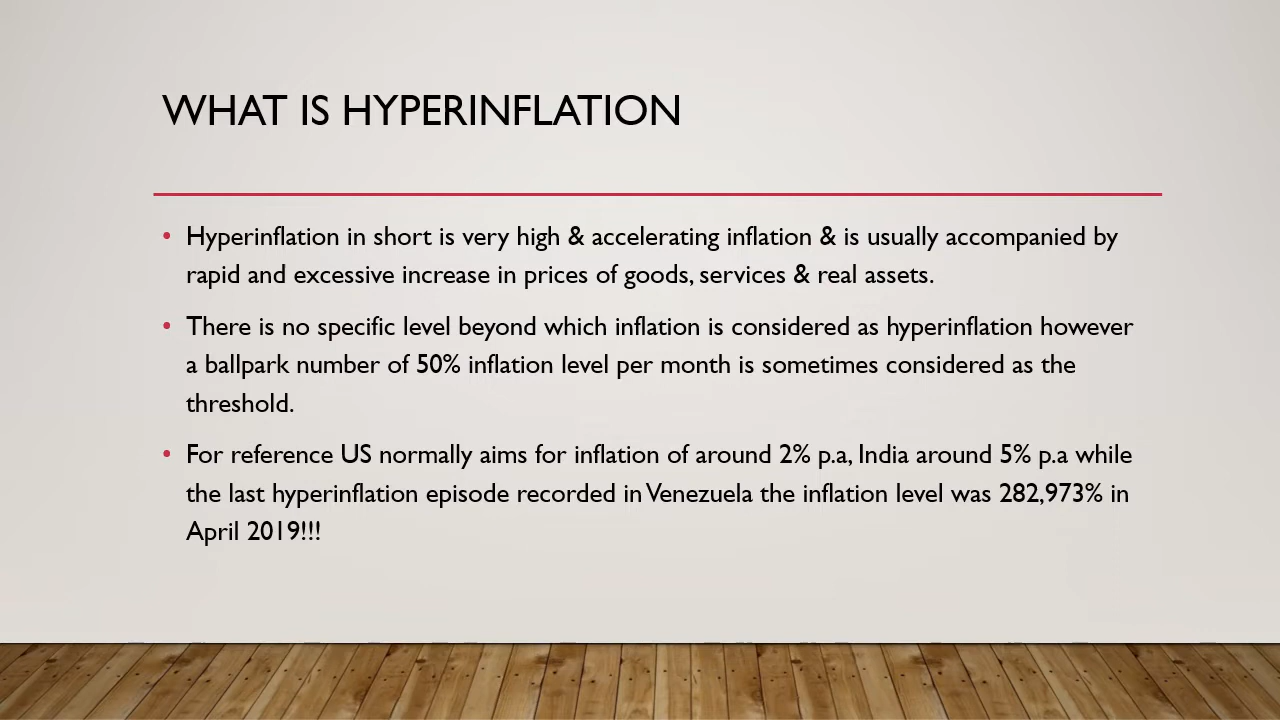 WHAT IS HYPERINFLATION
• Hyperinflation in short is very high & accelerating inflation & is usually accompanied by
rapid and excessive increase in prices of goods, services & real assets.
• There is no specific level beyond which inflation is considered as hyperinflation however
a ballpark number of 50% inflation level per month is sometimes considered as the
threshold.
• For reference US normally aims for inflation of around 2% p.a, India around 5% p.a while
the last hyperinflation episode recorded in Venezuela the inflation level was 282,973% in
April 2019!!!